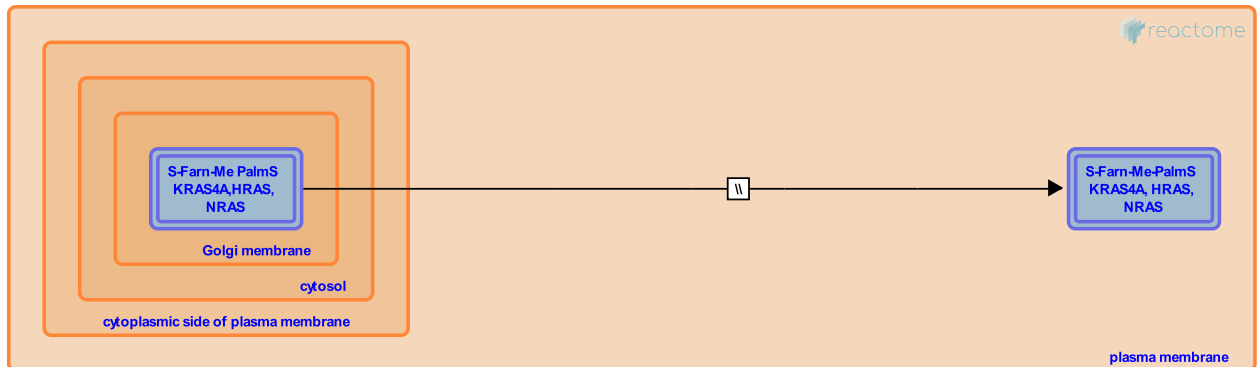 reactome
S-Farn-Me PalmS
KRAS4A,HRAS,
NRAS
\\
S-Farn-Me-PalmS
KRAS4A, HRAS,
NRAS
Golgi membrane
cytosol
cytoplasmic side of plasma membrane
plasma membrane